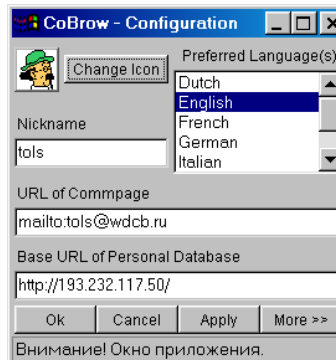 CoBrow - Configuration
Change Icon
Preferred Language(s)
Dutch
English
French
German
Italian
Nickname
tols
URL of Commpage
mailto:tols@wdcb.ru
Base URL of Personal Database
http://193.232.117.50/
Ok Cancel Apply More >>
Внимание! Окно приложения.